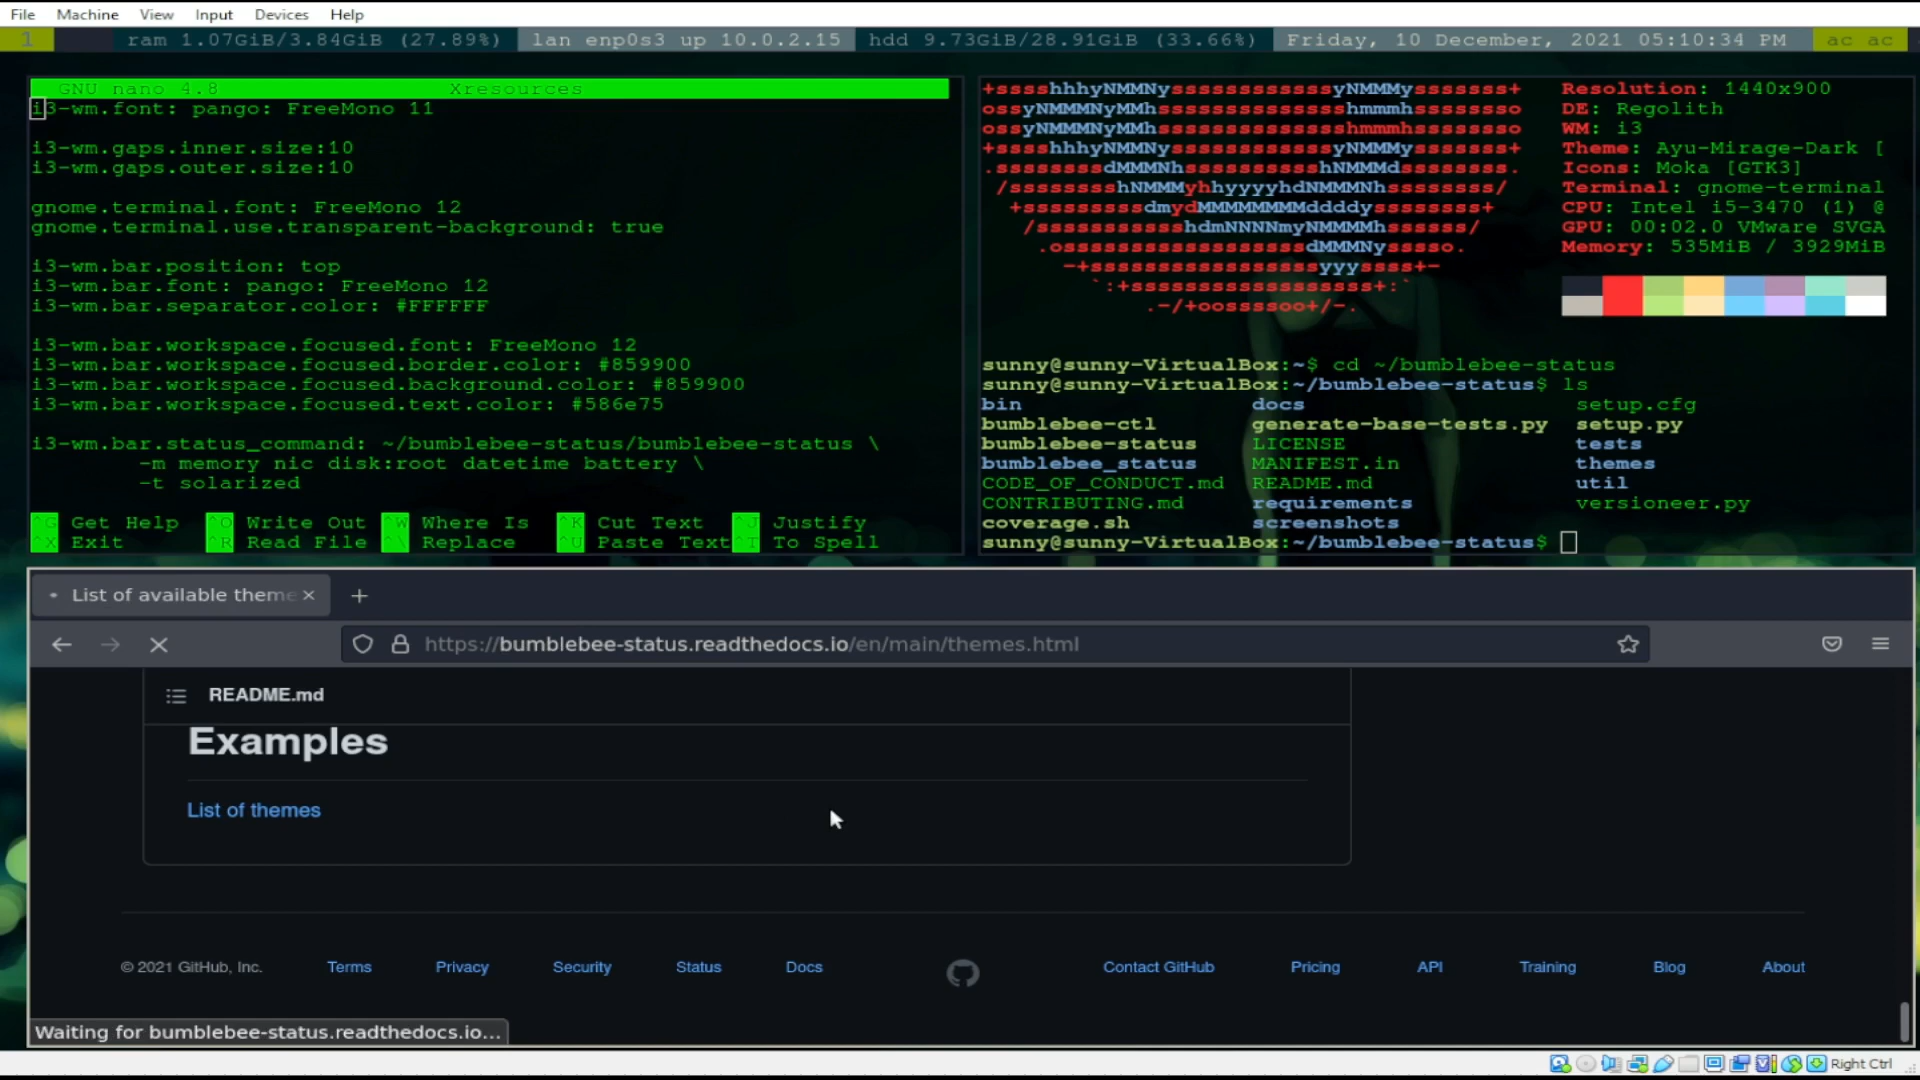 File Machine View Input Devices Help
1 ram 1.07GiB/3.84GiB (27.89%) lan enp0s3 up 10.0.2.15 hdd 9.73GiB/28.91GiB (33.66%) Friday, 10 December, 2021 05:10:34 PM ac ac
GNU nano 4.8 Xresources
i3-wm.font: pango: FreeMono 11
i3-wm.gaps.inner.size:10
i3-wm.gaps.outer.size:10
gnome.terminal.font: FreeMono 12
gnome.terminal.use.transparent-background: true
i3-wm.bar.position: top
i3-wm.bar.font: pango: FreeMono 12
i3-wm.bar.separator.color: #FFFFFF
i3-wm.bar.workspace.focused.font: FreeMono 12
i3-wm.bar.workspace.focused.border.color: #859900
i3-wm.bar.workspace.focused.background.color: #859900
i3-wm.bar.workspace.focused.text.color: #586e75
i3-wm.bar.status_command: ~/bumblebee-status/bumblebee-status \
-m memory nic disk:root datetime battery \
-t solarized
^G Get Help ^O Write Out ^W Where Is ^K Cut Text ^J Justify
^X Exit ^R Read File ^\ Replace ^U Paste Text ^T To Spell
+sssshhhyNMMNyssssssssssssyNMMMysssssss+ Resolution: 1440x900
ossyNMMMNyMMhsssssssssssssshmmmhssssssso DE: Regolith
ossyNMMMNyMMhsssssssssssssshmmmhssssssso WM: i3
+sssshhhyNMMNyssssssssssssyNMMMysssssss+ Theme: Ayu-Mirage-Dark [
.ssssssssdMMMNhsssssssssshNMMMdssssssss. Icons: Moka [GTK3]
/sssssssshNMMMyhhyyyyhdNMMMNhssssssss/ Terminal: gnome-terminal
+sssssssssdmydMMMMMMMMddddyssssssss+ CPU: Intel i5-3470 (1) @
/ssssssssssshdmNNNNmyNMMMMhssssss/ GPU: 00:02.0 VMware SVGA
.ossssssssssssssssssdMMMNysssso. Memory: 535MiB / 3929MiB
-+sssssssssssssssssyyyssss+-
`:+ssssssssssssssssss+:`
.-/+oossssoo+/-.
sunny@sunny-VirtualBox:~$ cd ~/bumblebee-status
sunny@sunny-VirtualBox:~/bumblebee-status$ ls
bin docs setup.cfg
bumblebee-ctl generate-base-tests.py setup.py
bumblebee-status LICENSE tests
bumblebee_status MANIFEST.in themes
CODE_OF_CONDUCT.md README.md util
CONTRIBUTING.md requirements versioneer.py
coverage.sh screenshots
sunny@sunny-VirtualBox:~/bumblebee-status$
List of available theme
https://bumblebee-status.readthedocs.io/en/main/themes.html
README.md
Examples
List of themes
© 2021 GitHub, Inc. Terms Privacy Security Status Docs Contact GitHub Pricing API Training Blog About
Waiting for bumblebee-status.readthedocs.io...
Right Ctrl